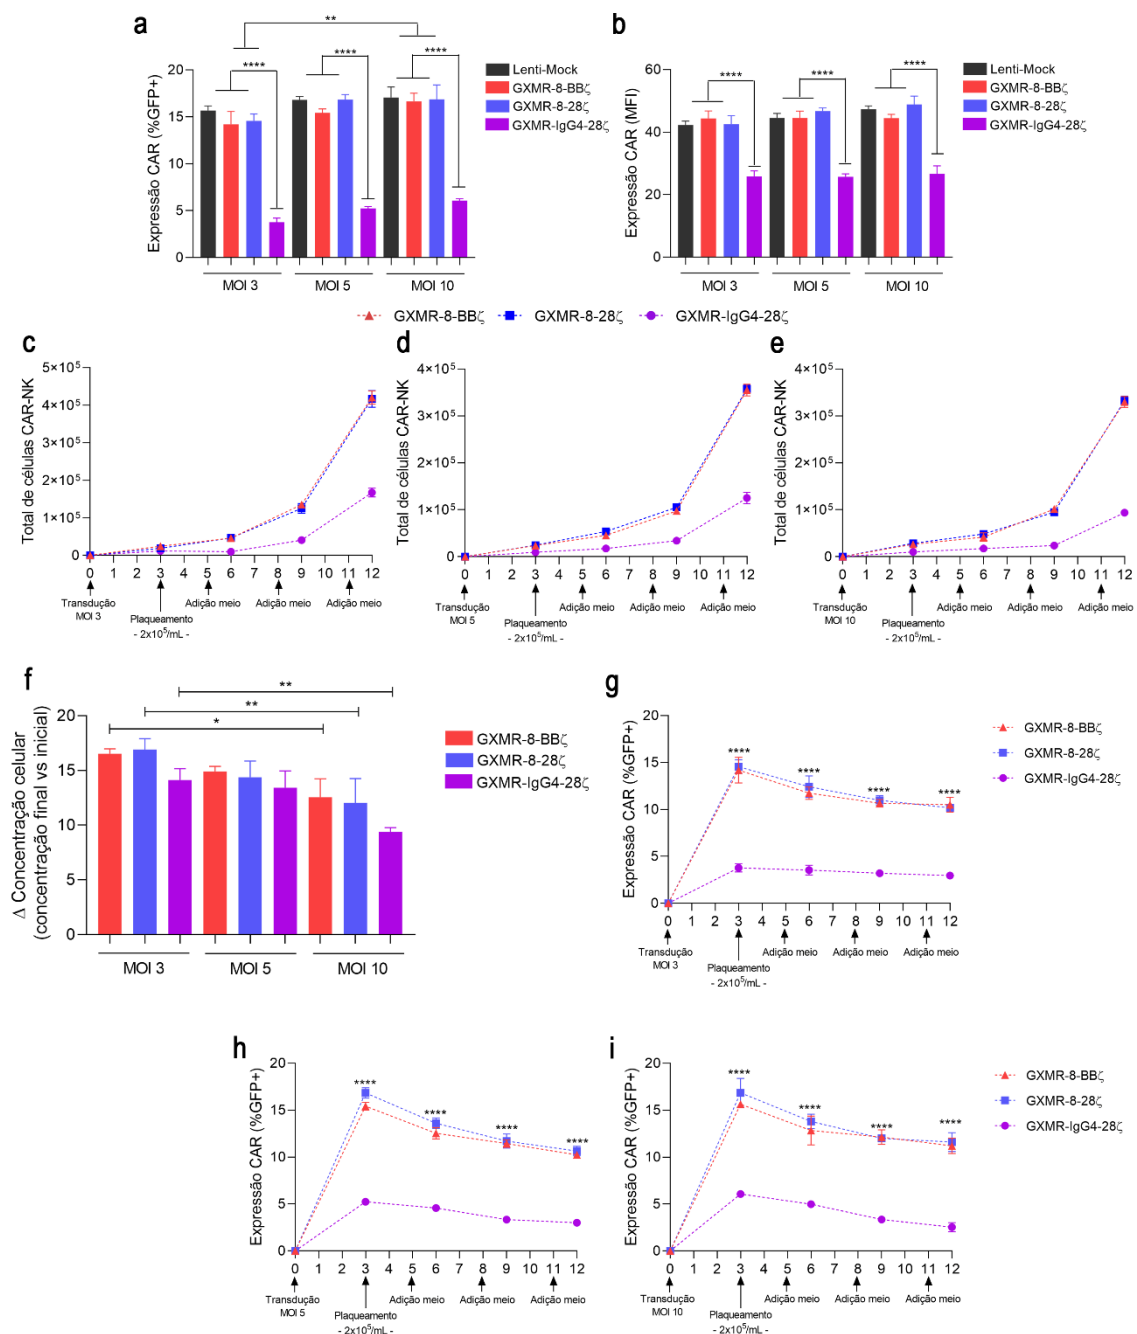 a
**
****
****
****
Expressão CAR (%GFP+)
20
15
10
5
0
MOI 3
MOI 5
MOI 10
Lenti-Mock
GXMR-8-BBζ
GXMR-8-28ζ
GXMR-IgG4-28ζ
b
****
****
****
Expressão CAR (MFI)
60
40
20
0
MOI 3
MOI 5
MOI 10
Lenti-Mock
GXMR-8-BBζ
GXMR-8-28ζ
GXMR-IgG4-28ζ
GXMR-8-BBζ GXMR-8-28ζ GXMR-IgG4-28ζ
c
Total de células CAR-NK
5×10⁵
4×10⁵
3×10⁵
2×10⁵
1×10⁵
0
0 1 2 3 4 5 6 7 8 9 10 11 12
Transdução
MOI 3
Plaqueamento
- 2x10⁵/mL -
Adição meio
Adição meio
Adição meio
d
Total de células CAR-NK
4×10⁵
3×10⁵
2×10⁵
1×10⁵
0
0 1 2 3 4 5 6 7 8 9 10 11 12
Transdução
MOI 5
Plaqueamento
- 2x10⁵/mL -
Adição meio
Adição meio
Adição meio
e
Total de células CAR-NK
4×10⁵
3×10⁵
2×10⁵
1×10⁵
0
0 1 2 3 4 5 6 7 8 9 10 11 12
Transdução
MOI 10
Plaqueamento
- 2x10⁵/mL -
Adição meio
Adição meio
Adição meio
f
**
**
*
Δ Concentração celular
(concentração final vs inicial)
20
15
10
5
0
MOI 3
MOI 5
MOI 10
GXMR-8-BBζ
GXMR-8-28ζ
GXMR-IgG4-28ζ
g
Expressão CAR (%GFP+)
20
15
10
5
0
****
****
****
****
0 1 2 3 4 5 6 7 8 9 10 11 12
Transdução
MOI 3
Plaqueamento
- 2x10⁵/mL -
Adição meio
Adição meio
Adição meio
GXMR-8-BBζ
GXMR-8-28ζ
GXMR-IgG4-28ζ
h
Expressão CAR (%GFP+)
20
15
10
5
0
****
****
****
****
0 1 2 3 4 5 6 7 8 9 10 11 12
Transdução
MOI 5
Plaqueamento
- 2x10⁵/mL -
Adição meio
Adição meio
Adição meio
i
Expressão CAR (%GFP+)
20
15
10
5
0
****
****
****
****
0 1 2 3 4 5 6 7 8 9 10 11 12
Transdução
MOI 10
Plaqueamento
- 2x10⁵/mL -
Adição meio
Adição meio
Adição meio
GXMR-8-BBζ
GXMR-8-28ζ
GXMR-IgG4-28ζ